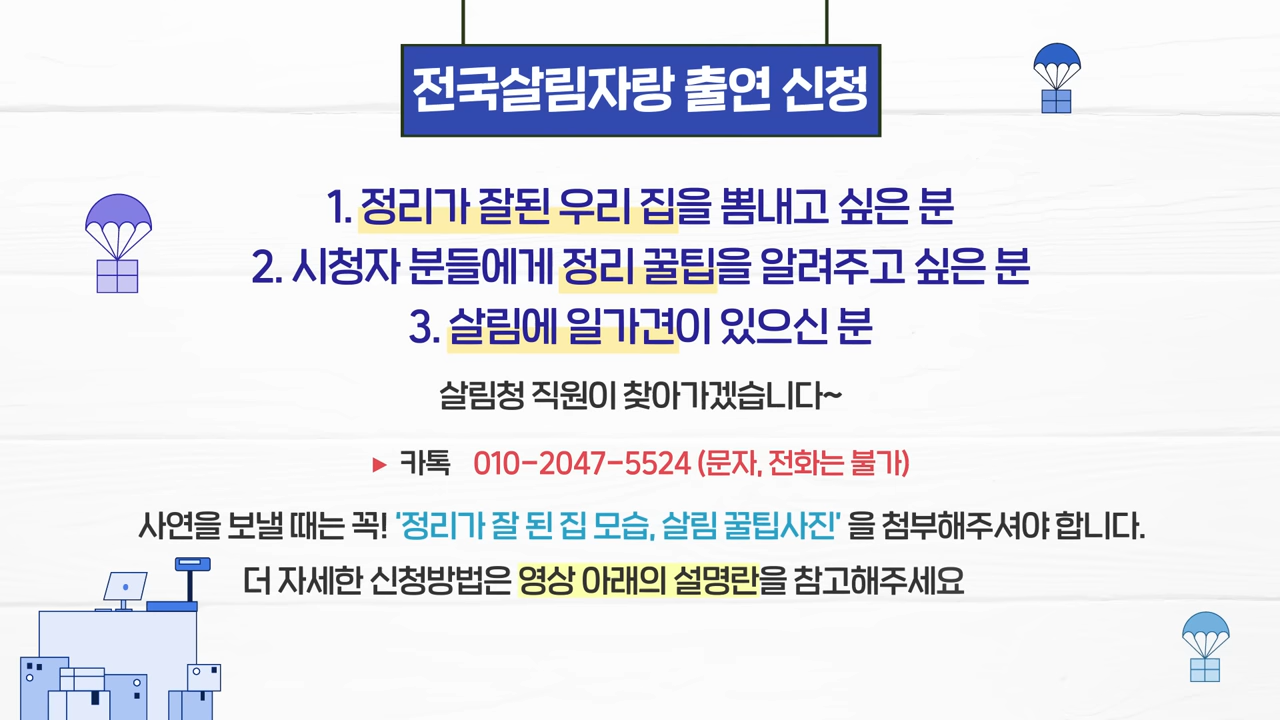 전국살림자랑 출연 신청
1. 정리가 잘된 우리 집을 뽐내고 싶은 분
2. 시청자 분들에게 정리 꿀팁을 알려주고 싶은 분
3. 살림에 일가견이 있으신 분
살림청 직원이 찾아가겠습니다~
▶ 카톡 010-2047-5524 (문자, 전화는 불가)
사연을 보낼 때는 꼭! ‘정리가 잘 된 집 모습, 살림 꿀팁사진’ 을 첨부해주셔야 합니다.
더 자세한 신청방법은 영상 아래의 설명란을 참고해주세요